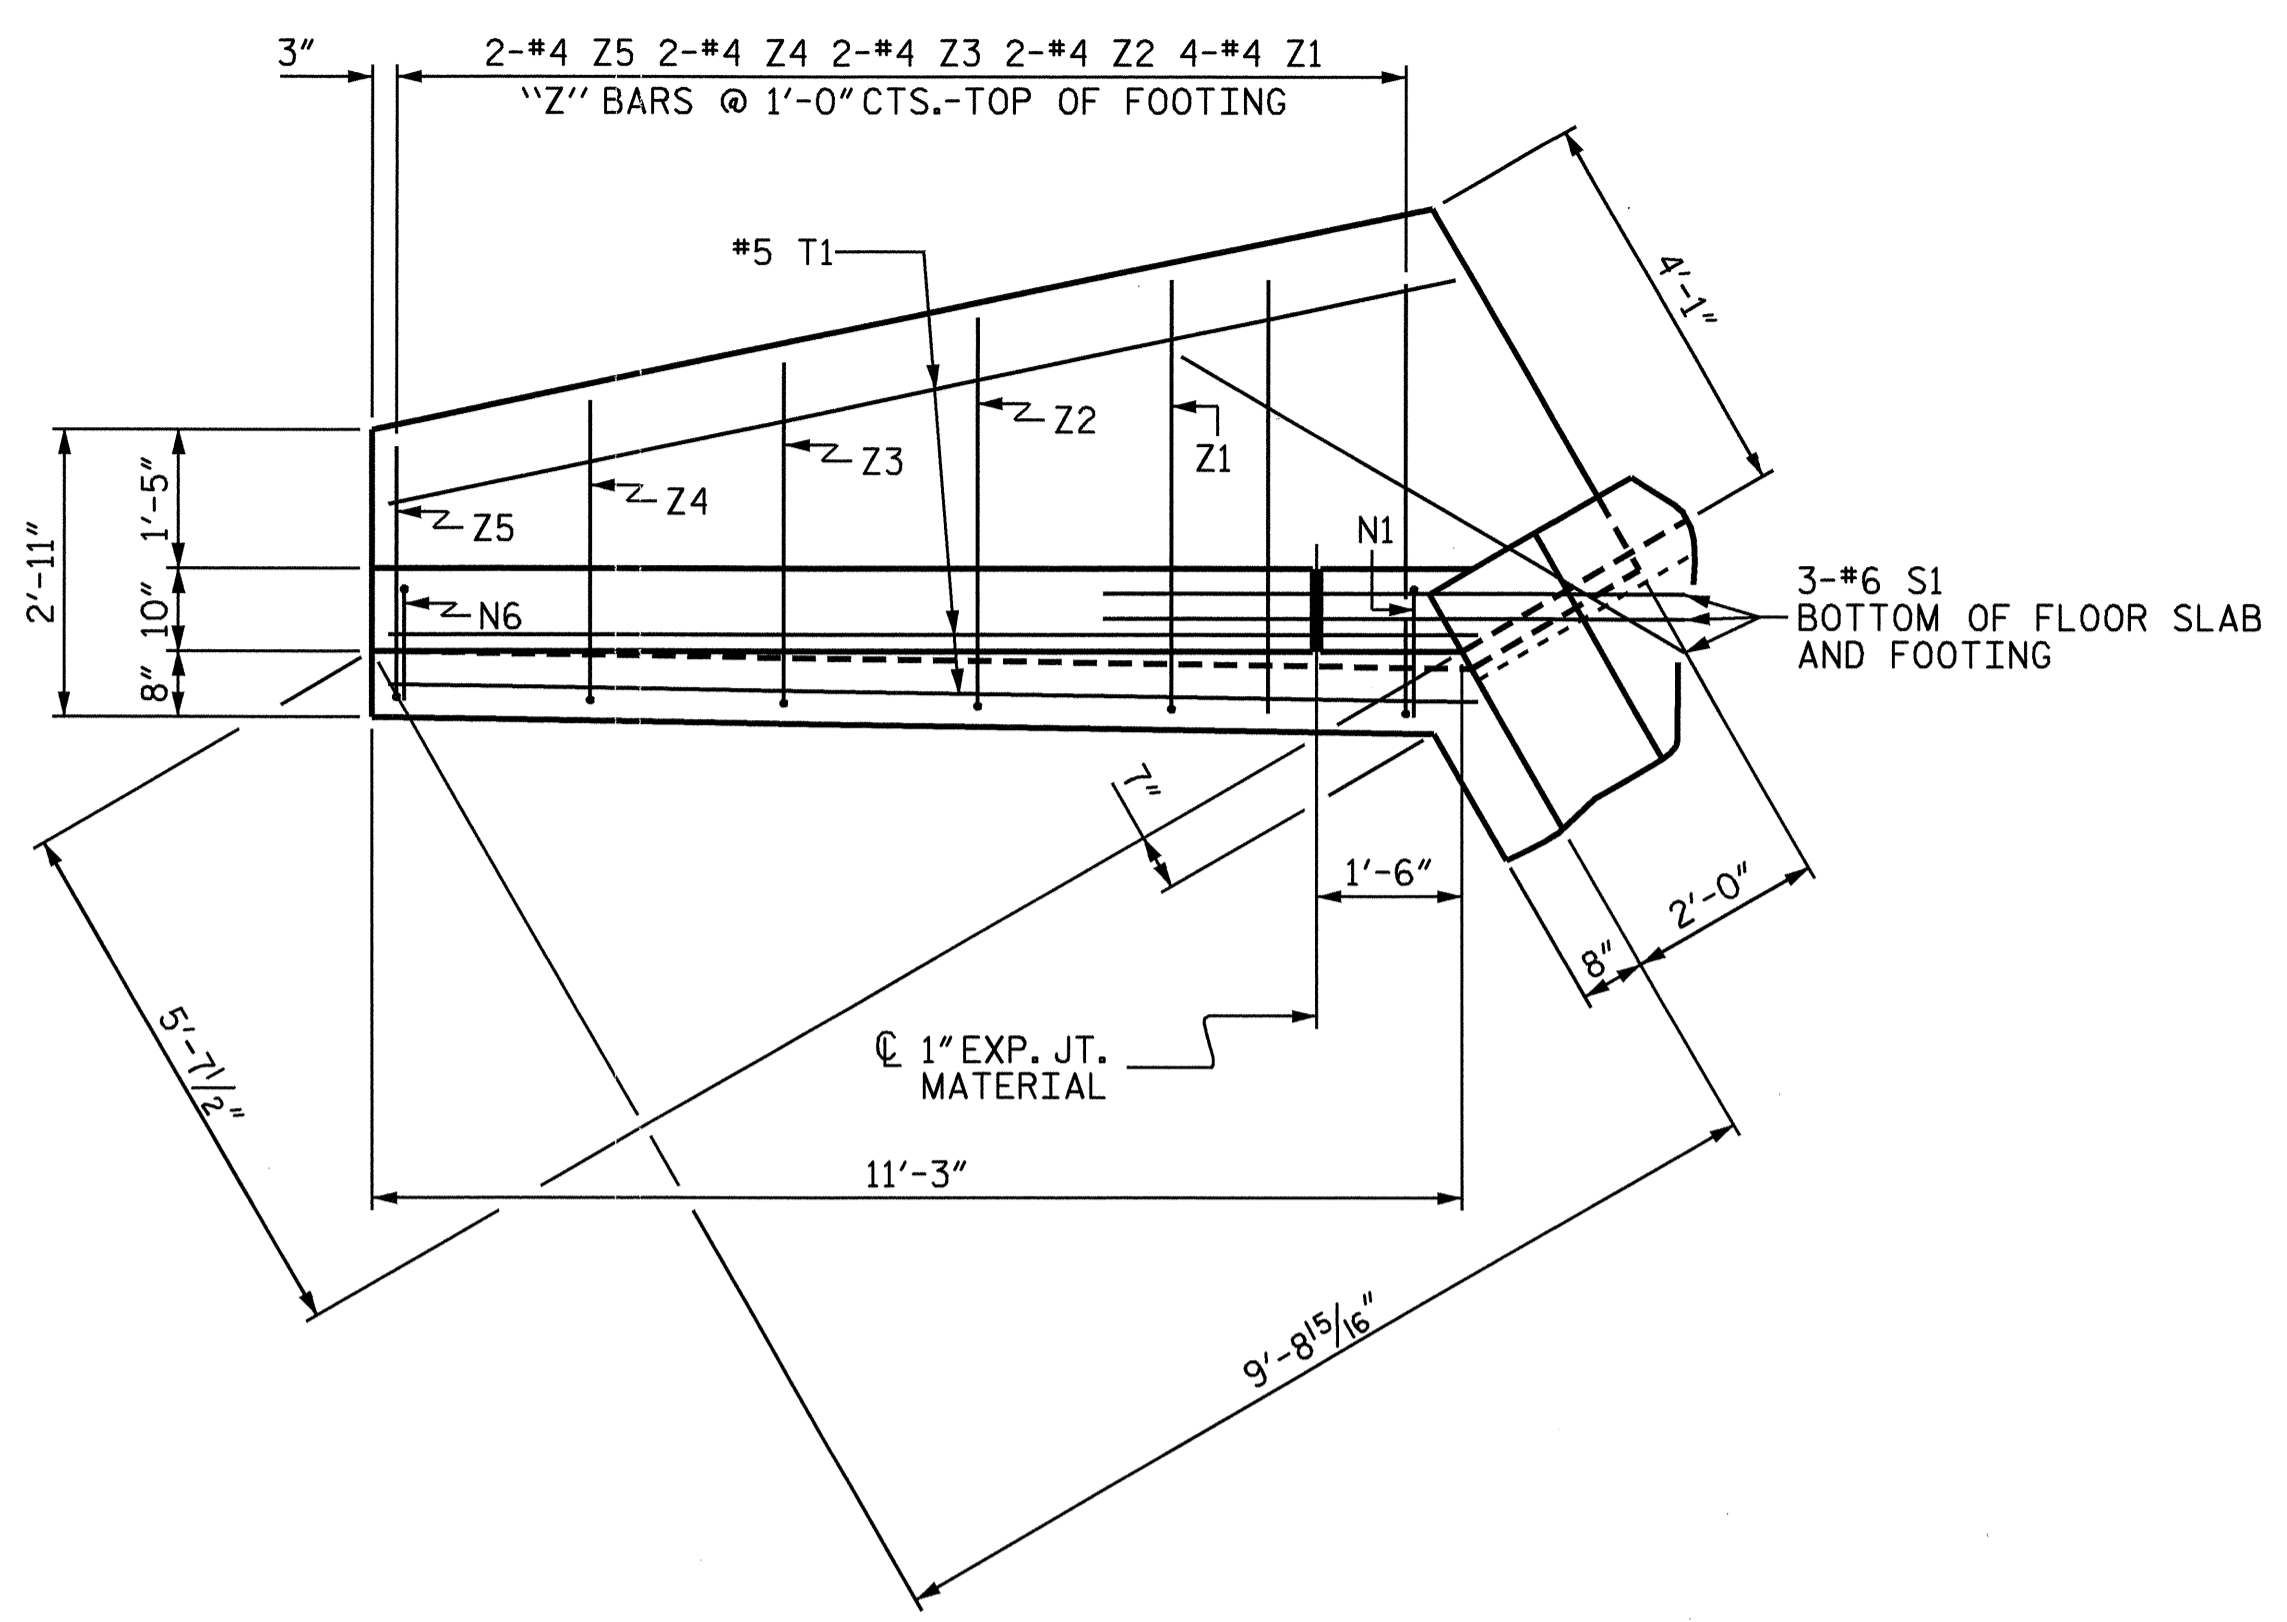 3" 2-#4 Z5 2-#4 Z4 2-#4 Z3 2-#4 Z2 4-#4 Z1
"Z" BARS @ 1'-0" CTS.-TOP OF FOOTING
#5 T1
4'-1"
Z2
Z3
Z1
Z4
Z5
2'-11"
1'-5"
10"
8"
N1
N6
3-#6 S1
BOTTOM OF FLOOR SLAB
AND FOOTING
7"
1'-6"
2'-0"
8"
5'-7 1/2"
℄ 1" EXP. JT.
MATERIAL
11'-3"
9'-8 15/16"